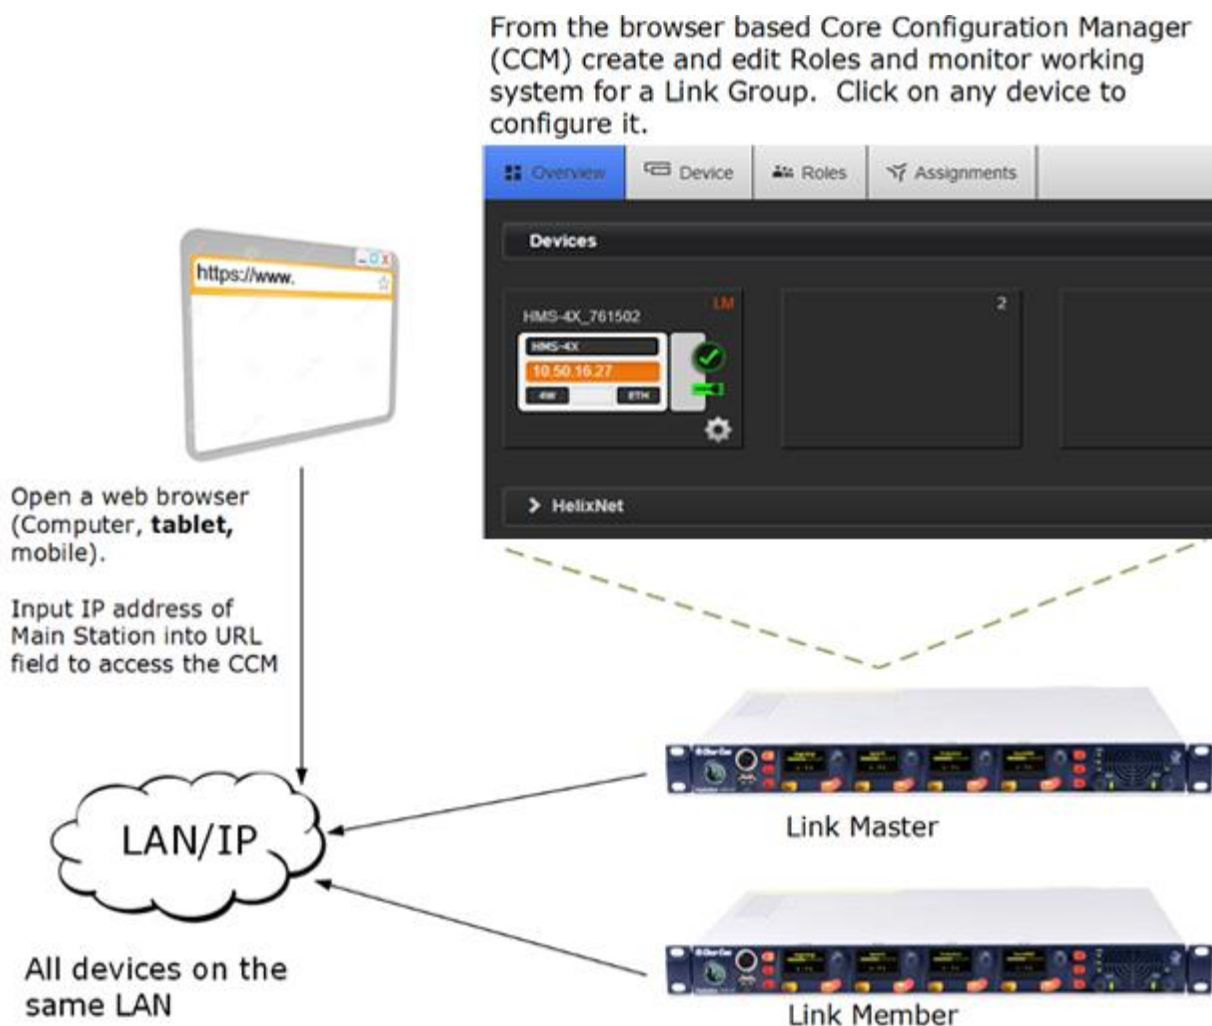 From the browser based Core Configuration Manager
(CCM) create and edit Roles and monitor working
system for a Link Group.  Click on any device to
configure it.
Overview
Device
Roles
Assignments
Devices
LM
HMS-4X_761502
HMS-4X
10.50.16.27
4W
ETH
2
HelixNet
https://www.
Open a web browser
(Computer, tablet,
mobile).
Input IP address of
Main Station into URL
field to access the CCM
LAN/IP
All devices on the
same LAN
Clear-Com
Link Master
Clear-Com
Link Member